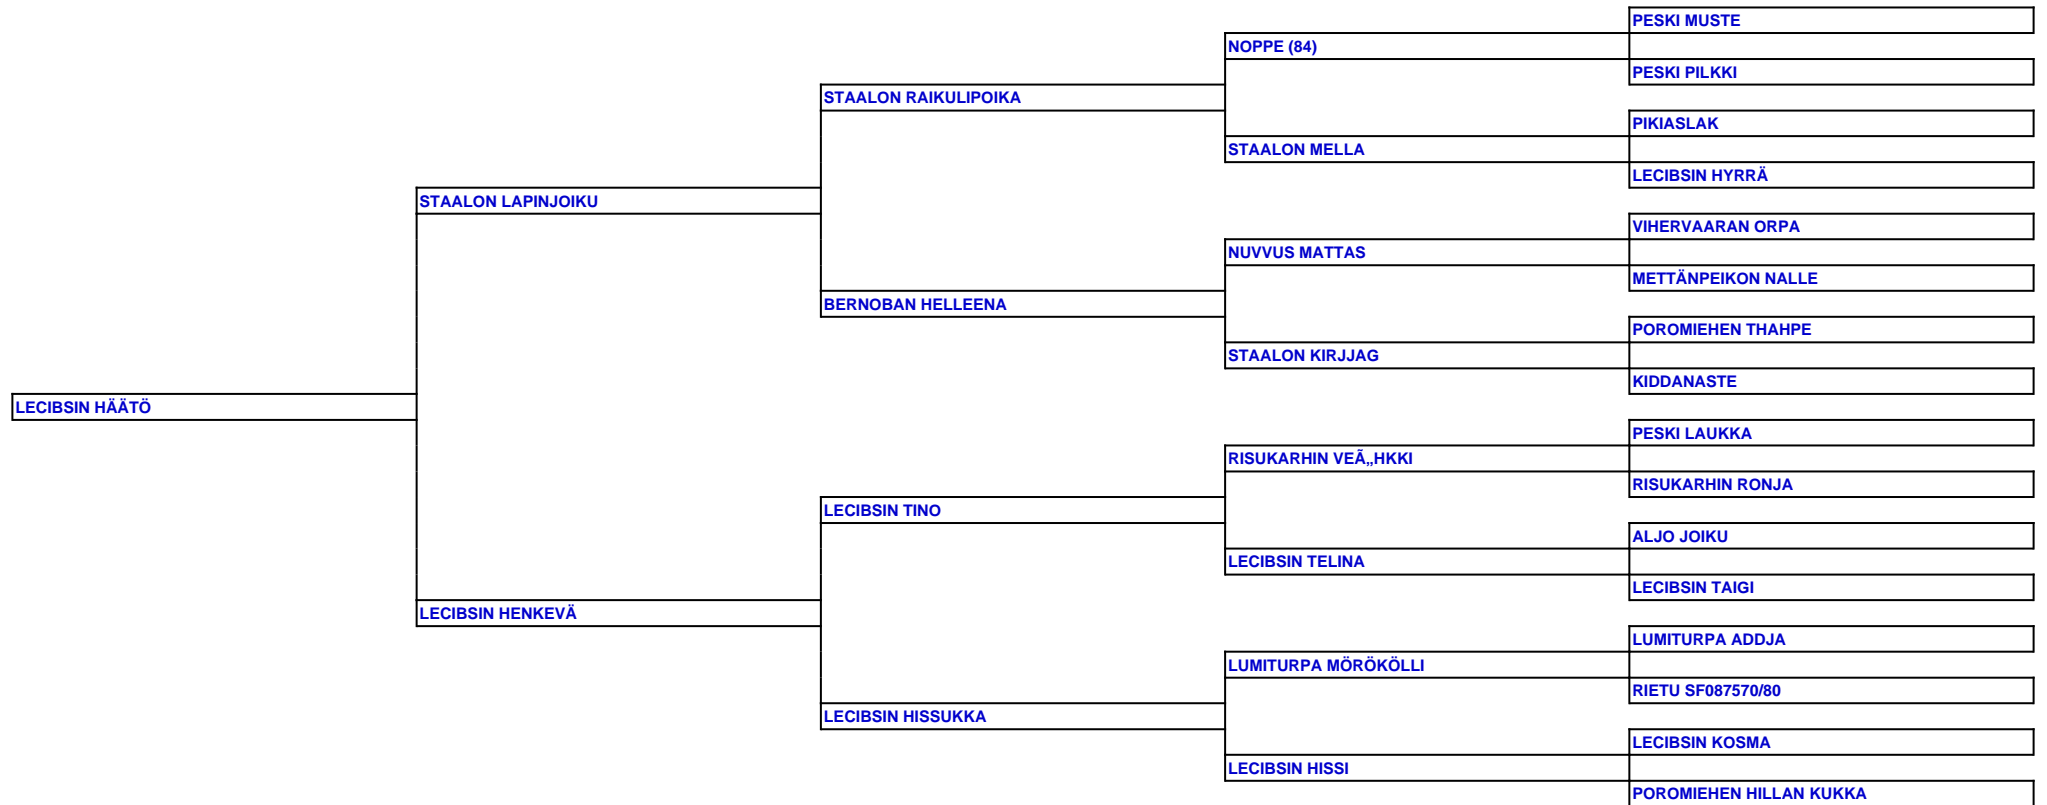 PESKI MUSTE
NOPPE (84)
PESKI PILKKI
STAALON RAIKULIPOIKA
PIKIASLAK
STAALON MELLA
LECIBSIN HYRRÄ
STAALON LAPINJOIKU
VIHERVAARAN ORPA
NUVVUS MATTAS
METTÄNPEIKON NALLE
BERNOBAN HELLEENA
POROMIEHEN THAHPE
STAALON KIRJJAG
KIDDANASTE
LECIBSIN HÄÄTÖ
PESKI LAUKKA
RISUKARHIN VEÃ„HKKI
RISUKARHIN RONJA
LECIBSIN TINO
ALJO JOIKU
LECIBSIN TELINA
LECIBSIN TAIGI
LECIBSIN HENKEVÄ
LUMITURPA ADDJA
LUMITURPA MÖRÖKÖLLI
RIETU SF087570/80
LECIBSIN HISSUKKA
LECIBSIN KOSMA
LECIBSIN HISSI
POROMIEHEN HILLAN KUKKA